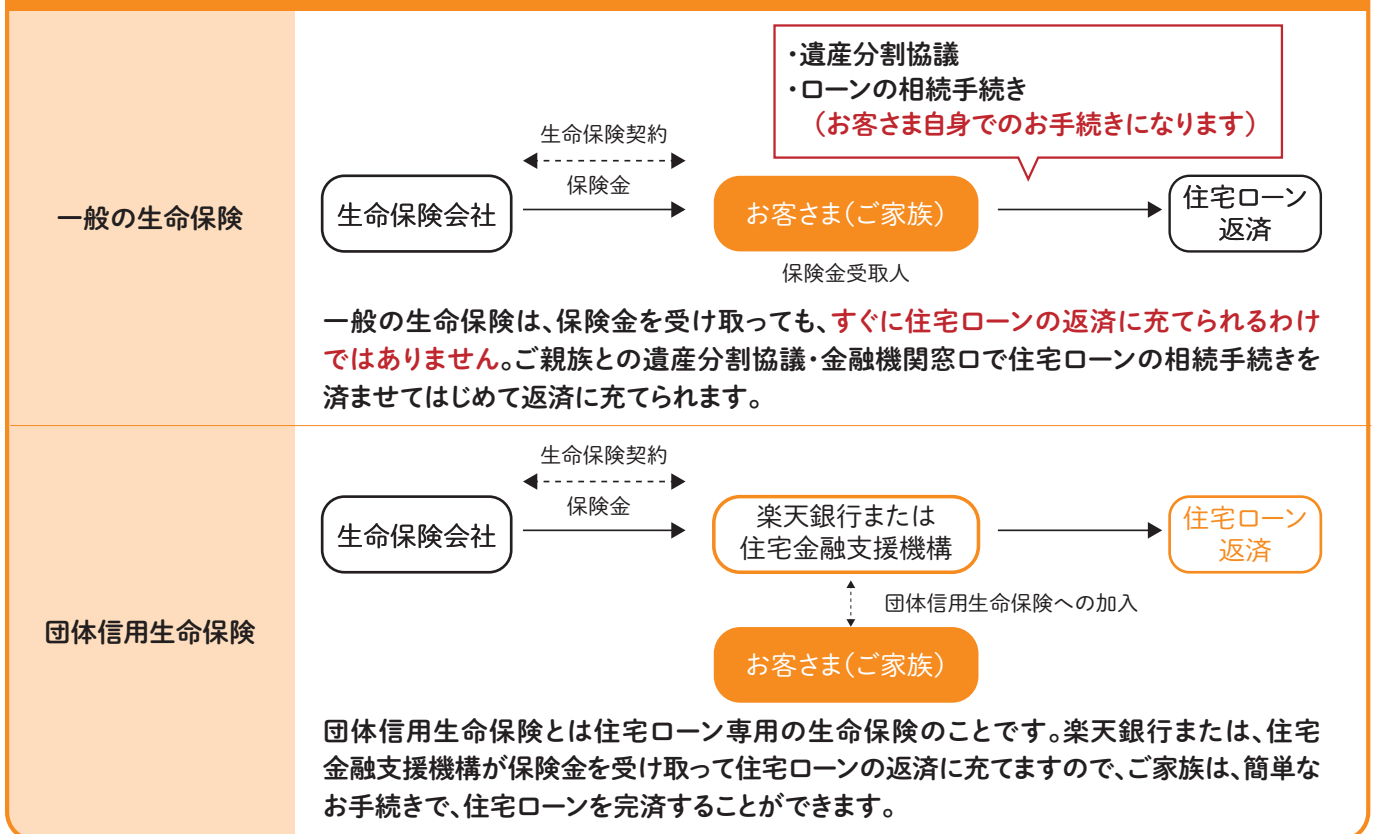 ・遺産分割協議
・ローンの相続手続き
（お客さま自身でのお手続きになります）
一般の生命保険
生命保険契約
保険金
生命保険会社
お客さま（ご家族）
保険金受取人
住宅ローン
返済
一般の生命保険は、保険金を受け取っても、すぐに住宅ローンの返済に充てられるわけ
ではありません。ご親族との遺産分割協議・金融機関窓口で住宅ローンの相続手続きを
済ませてはじめて返済に充てられます。
団体信用生命保険
生命保険契約
保険金
生命保険会社
楽天銀行または
住宅金融支援機構
住宅ローン
返済
団体信用生命保険への加入
お客さま（ご家族）
団体信用生命保険とは住宅ローン専用の生命保険のことです。楽天銀行または、住宅
金融支援機構が保険金を受け取って住宅ローンの返済に充てますので、ご家族は、簡単な
お手続きで、住宅ローンを完済することができます。